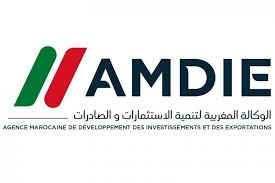 AMDIE
الوكالة المغربية لتنمية الاستثمارات و الصادرات
AGENCE MAROCAINE DE DÉVELOPPEMENT DES INVESTISSEMENTS ET DES EXPORTATIONS